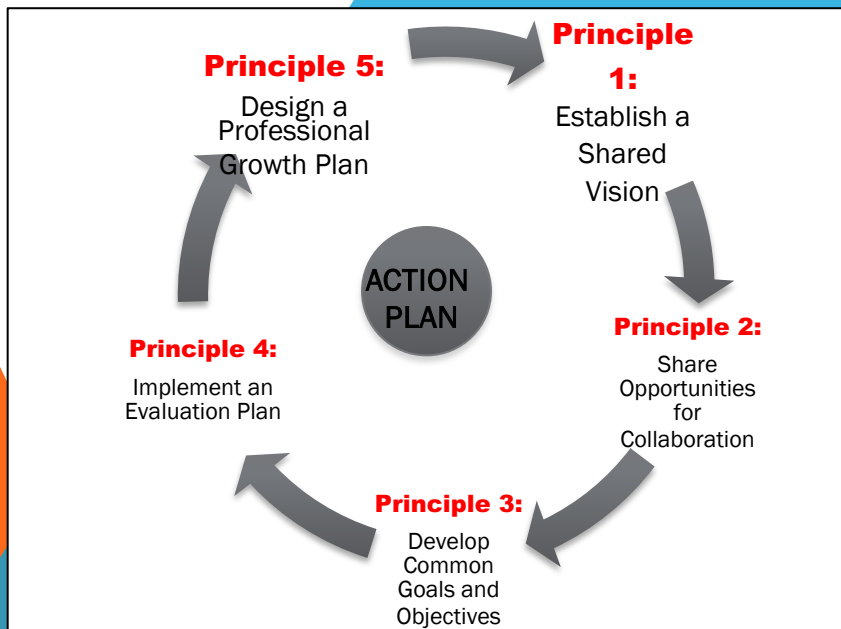 Principle
1:
Establish a
Shared
Vision
Principle 2:
Share
Opportunities
for
Collaboration
Principle 3:
Develop
Common
Goals and
Objectives
Principle 4:
Implement an
Evaluation Plan
Principle 5:
Design a
Professional
Growth Plan
ACTION
PLAN